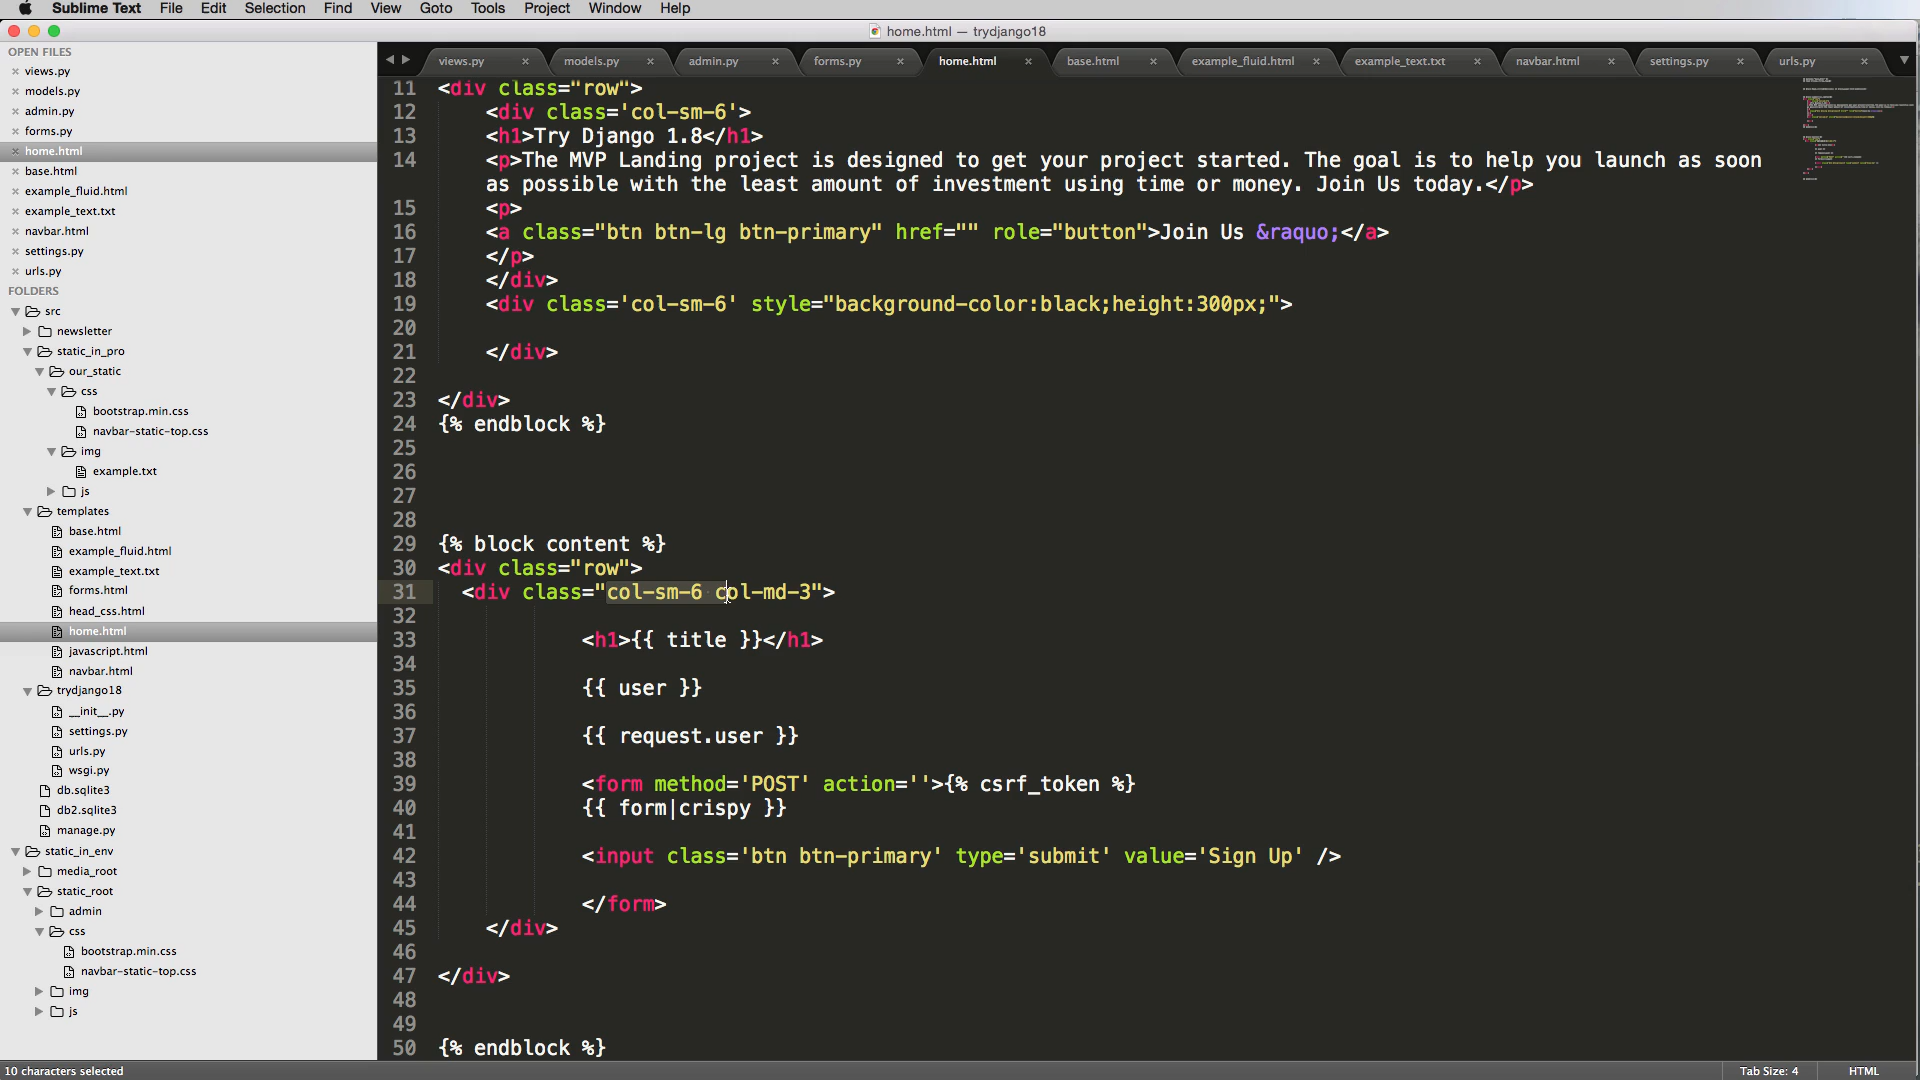 Sublime Text File Edit Selection Find View Goto Tools Project Window Help
home.html — trydjango18
OPEN FILES
views.py
models.py
admin.py
forms.py
home.html
base.html
example_fluid.html
example_text.txt
navbar.html
settings.py
urls.py
FOLDERS
src
newsletter
static_in_pro
our_static
css
bootstrap.min.css
navbar-static-top.css
img
example.txt
js
templates
base.html
example_fluid.html
example_text.txt
forms.html
head_css.html
home.html
javascript.html
navbar.html
trydjango18
__init__.py
settings.py
urls.py
wsgi.py
db.sqlite3
db2.sqlite3
manage.py
static_in_env
media_root
static_root
admin
css
bootstrap.min.css
navbar-static-top.css
img
js
views.py models.py admin.py forms.py home.html base.html example_fluid.html example_text.txt navbar.html settings.py urls.py
11 <div class="row">
12 <div class='col-sm-6'>
13 <h1>Try Django 1.8</h1>
14 <p>The MVP Landing project is designed to get your project started. The goal is to help you launch as soon
as possible with the least amount of investment using time or money. Join Us today.</p>
15 <p>
16 <a class="btn btn-lg btn-primary" href="" role="button">Join Us &raquo;</a>
17 </p>
18 </div>
19 <div class='col-sm-6' style="background-color:black;height:300px;">
20
21 </div>
22
23 </div>
24 {% endblock %}
25
26
27
28
29 {% block content %}
30 <div class="row">
31 <div class="col-sm-6 col-md-3">
32
33 <h1>{{ title }}</h1>
34
35 {{ user }}
36
37 {{ request.user }}
38
39 <form method='POST' action=''>{% csrf_token %}
40 {{ form|crispy }}
41
42 <input class='btn btn-primary' type='submit' value='Sign Up' />
43
44 </form>
45 </div>
46
47 </div>
48
49
50 {% endblock %}
10 characters selected Tab Size: 4 HTML